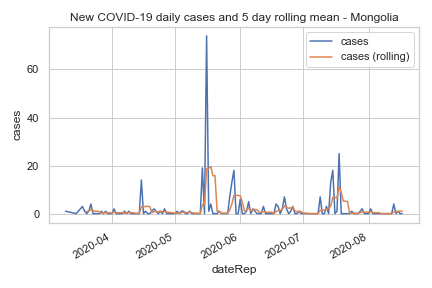 New COVID-19 daily cases and 5 day rolling mean - Mongolia
cases
cases (rolling)
60
40
20
0
cases
2020-04
2020-05
2020-06
2020-07
2020-08
dateRep